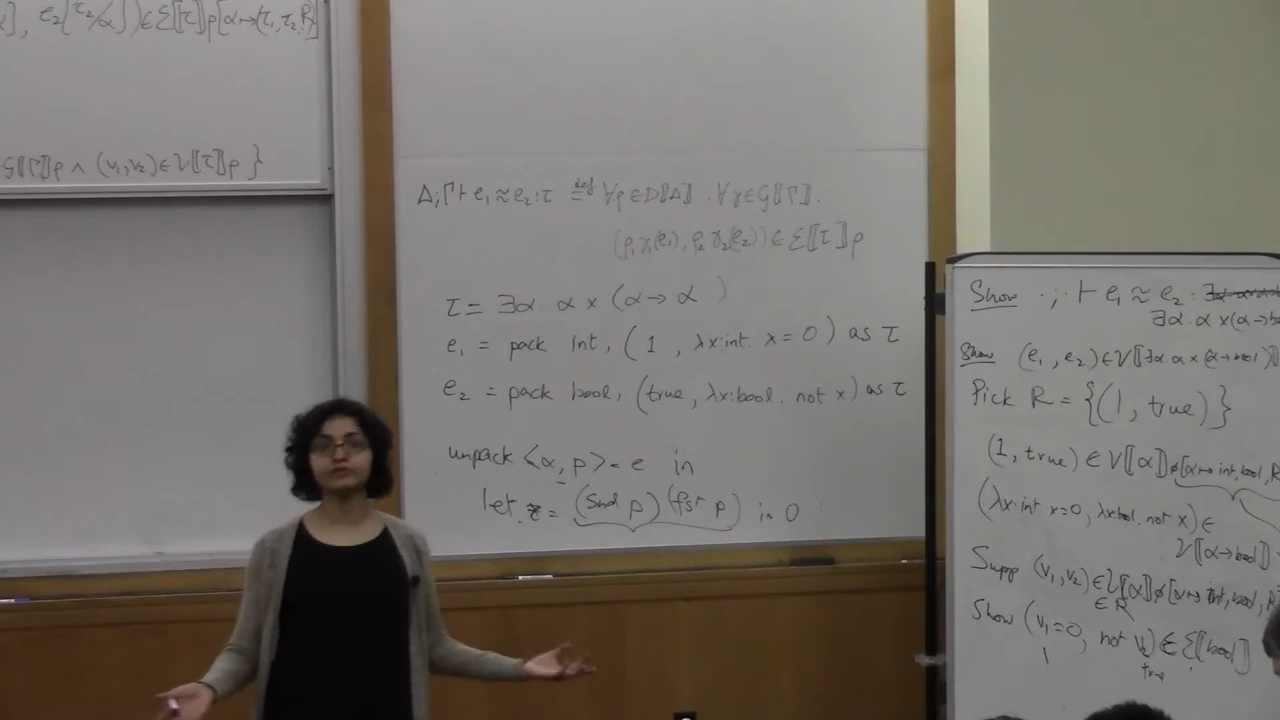 ], e₂[τ₂/α]) ∈ ℰ⟦τ⟧ρ[α↦(τ₁,τ₂,R)]
𝒢⟦Γ⟧ρ ∧ (v₁,v₂) ∈ 𝒱⟦τ⟧ρ }
Δ;Γ ⊢ e₁ ≈ e₂ : τ ≝ ∀ρ ∈ D⟦Δ⟧ . ∀γ ∈ 𝒢⟦Γ⟧.
(ρ₁γ₁(e₁), ρ₂γ₂(e₂)) ∈ ℰ⟦τ⟧ρ
τ = ∃α. α × (α → α )
e₁ = pack int, (1 , λx:int. x = 0) as τ
e₂ = pack bool, (true, λx:bool. not x) as τ
unpack <α, p> = e in
let = (snd p) (fst p) in 0
Show ·;· ⊢ e₁ ≈ e₂ :
∃α. α × (α→bo
Show (e₁, e₂) ∈ 𝒱⟦∃α. α × (α→bool)⟧
Pick R = {(1, true)}
(1, true) ∈ 𝒱⟦α⟧∅[α↦int, bool, R
(λx:int. x=0, λx:bool. not x) ∈
𝒱⟦α→bool⟧
Supp (v₁,v₂) ∈ 𝒱⟦α⟧∅[α↦int, bool, R
∈ R
Show (v₁=0, not v₂) ∈ ℰ⟦bool⟧
1 true